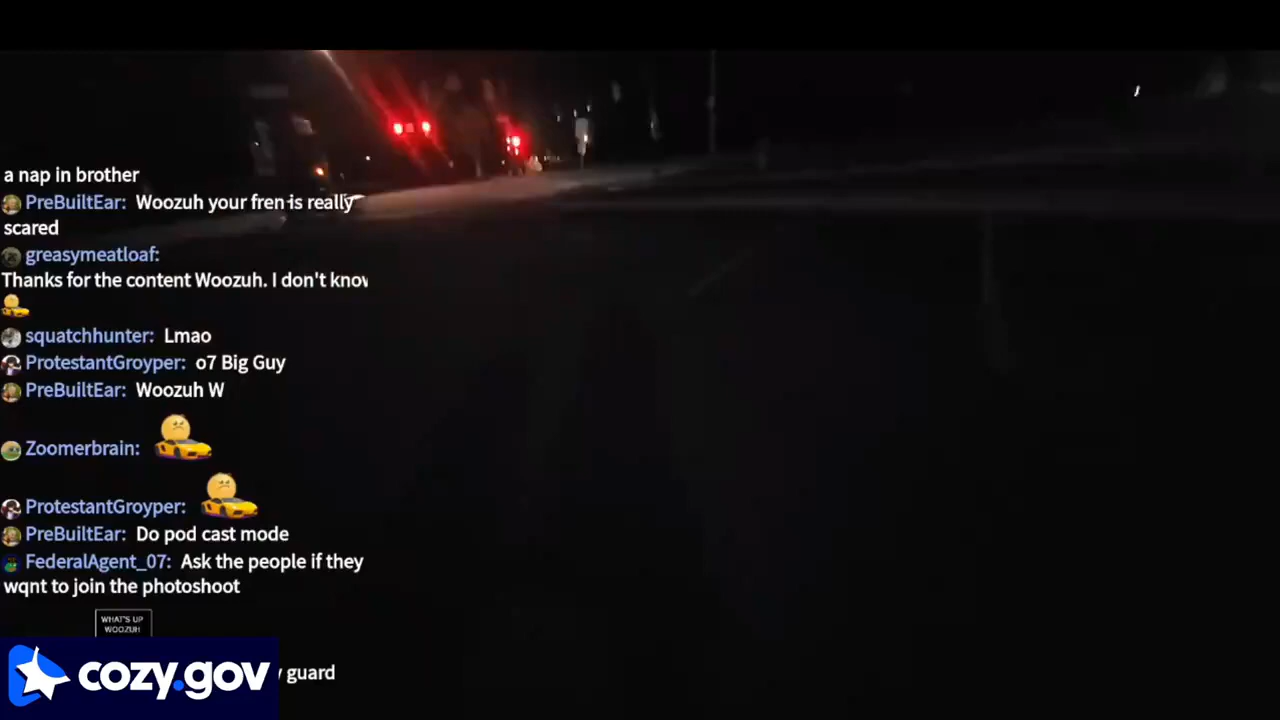 a nap in brother
PreBuiltEar: Woozuh your fren is really
scared
greasymeatloaf:
Thanks for the content Woozuh. I don't know
squatchhunter: Lmao
ProtestantGroyper: o7 Big Guy
PreBuiltEar: Woozuh W
Zoomerbrain:
ProtestantGroyper:
PreBuiltEar: Do pod cast mode
FederalAgent_07: Ask the people if they
wqnt to join the photoshoot
WHAT'S UP
WOOZUH
guard
cozy.gov